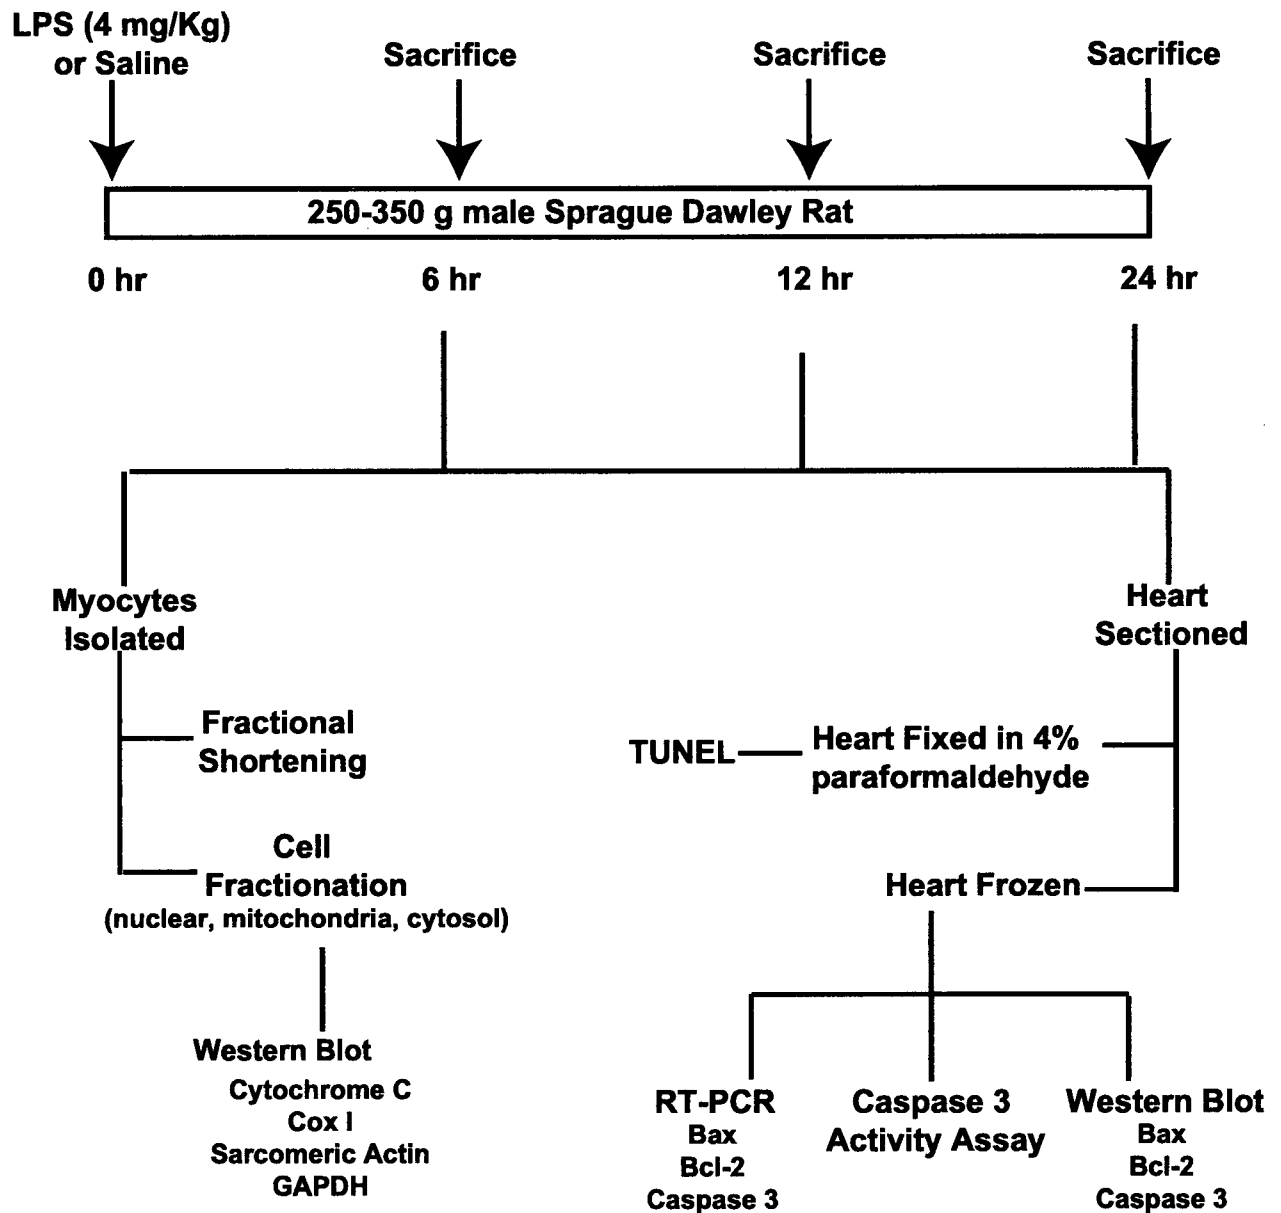 LPS (4 mg/Kg)
or Saline
Sacrifice
Sacrifice
Sacrifice
250-350 g male Sprague Dawley Rat
0 hr
6 hr
12 hr
24 hr
Myocytes
Isolated
Heart
Sectioned
Fractional
Shortening
TUNEL
Heart Fixed in 4%
paraformaldehyde
Cell
Fractionation
(nuclear, mitochondria, cytosol)
Heart Frozen
Western Blot
Cytochrome C
Cox I
Sarcomeric Actin
GAPDH
RT-PCR
Bax
Bcl-2
Caspase 3
Caspase 3
Activity Assay
Western Blot
Bax
Bcl-2
Caspase 3